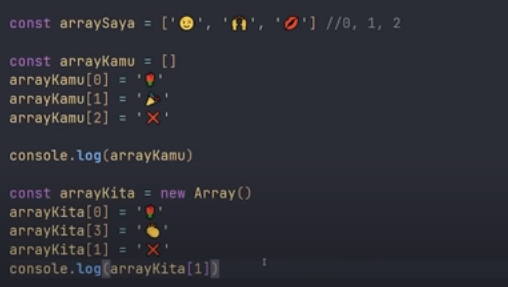 const arraySaya = ['😉', '🙌', '💋'] //0, 1, 2
const arrayKamu = []
arrayKamu[0] = '🌹'
arrayKamu[1] = '🎉'
arrayKamu[2] = '❌'
console.log(arrayKamu)
const arrayKita = new Array()
arrayKita[0] = '🌹'
arrayKita[3] = '👏'
arrayKita[1] = '❌'
console.log(arrayKita[1])